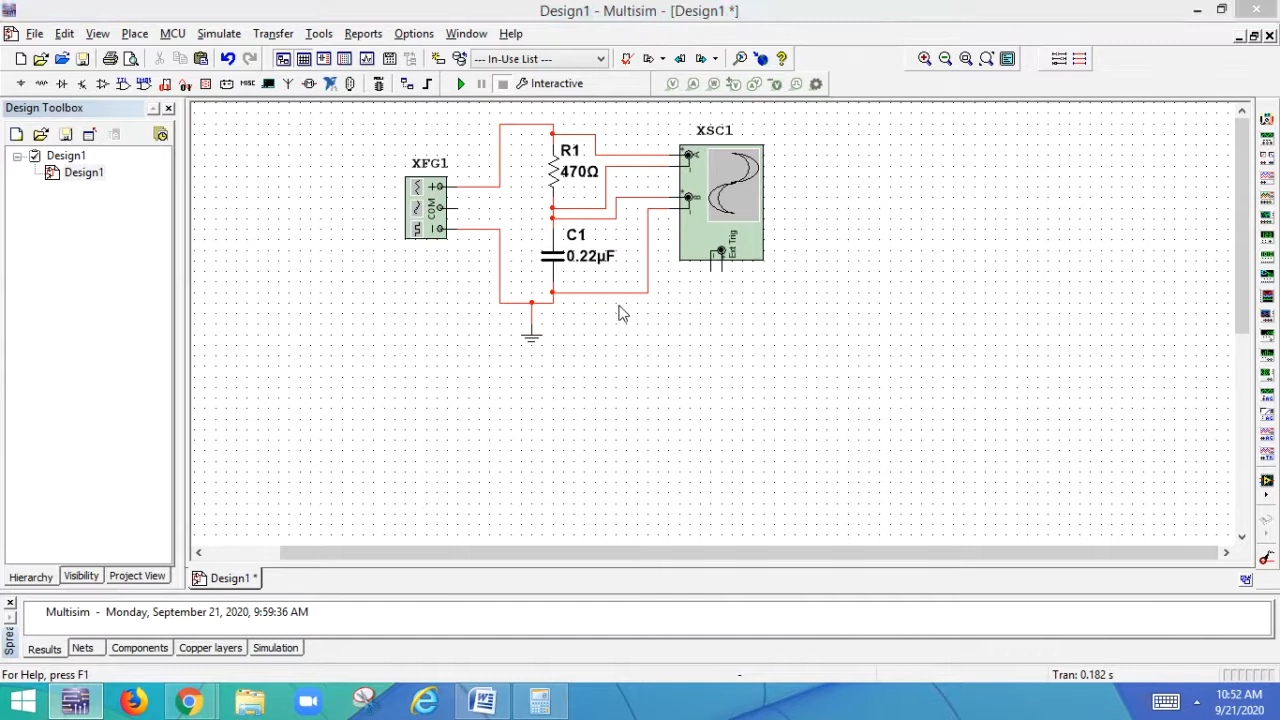 Design1 - Multisim - [Design1 *]
File Edit View Place MCU Simulate Transfer Tools Reports Options Window Help
--- In-Use List ---
MISC
Interactive
V A W V A V
Design Toolbox
Design1
Design1
XFG1
COM
R1
470Ω
C1
0.22µF
XSC1
A
B
Ext Trig
Hierarchy Visibility Project View
Design1 *
Multisim - Monday, September 21, 2020, 9:59:36 AM
Results Nets Components Copper layers Simulation
Spre
For Help, press F1
-
Tran: 0.182 s
10:52 AM
9/21/2020